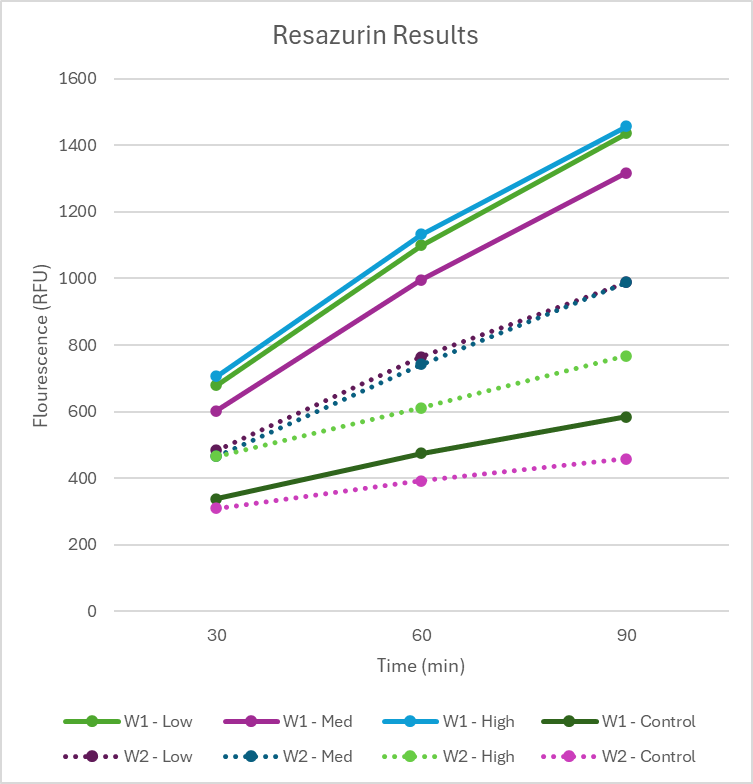 Resazurin Results
1600
1400
1200
1000
800
600
400
200
0
Flourescence (RFU)
30 60 90
Time (min)
W1 - Low W1 - Med W1 - High W1 - Control
W2 - Low W2 - Med W2 - High W2 - Control